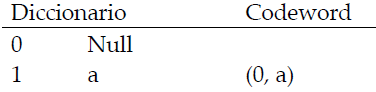 Diccionario Codeword
0 Null
1 a (0, a)